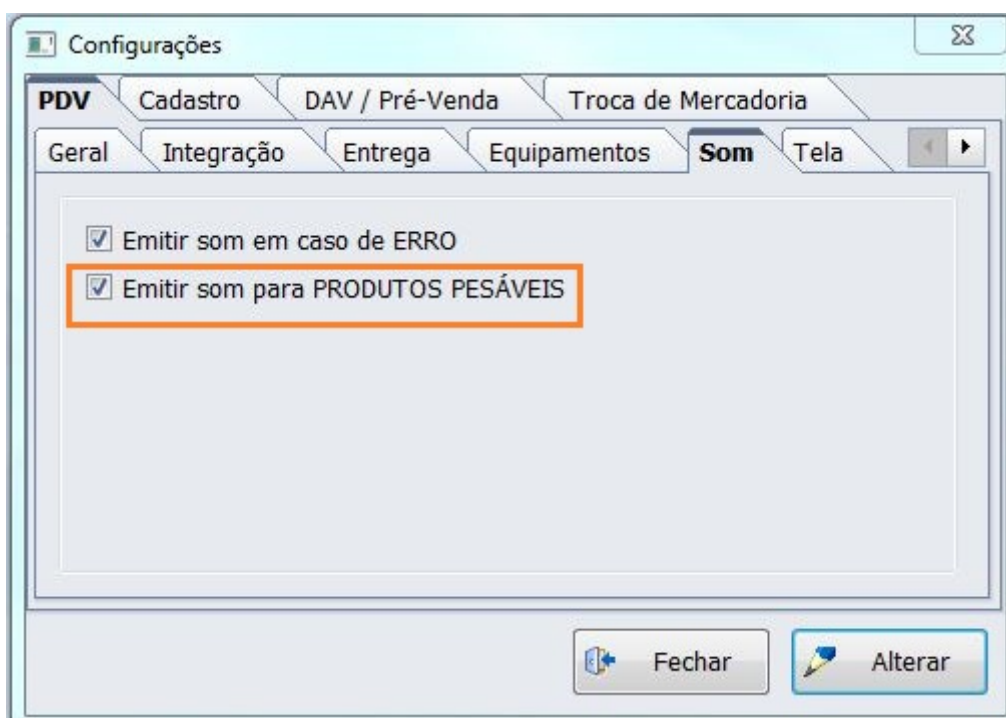 Configurações
PDV Cadastro DAV / Pré-Venda Troca de Mercadoria
Geral Integração Entrega Equipamentos Som Tela
Emitir som em caso de ERRO
Emitir som para PRODUTOS PESÁVEIS
Fechar Alterar